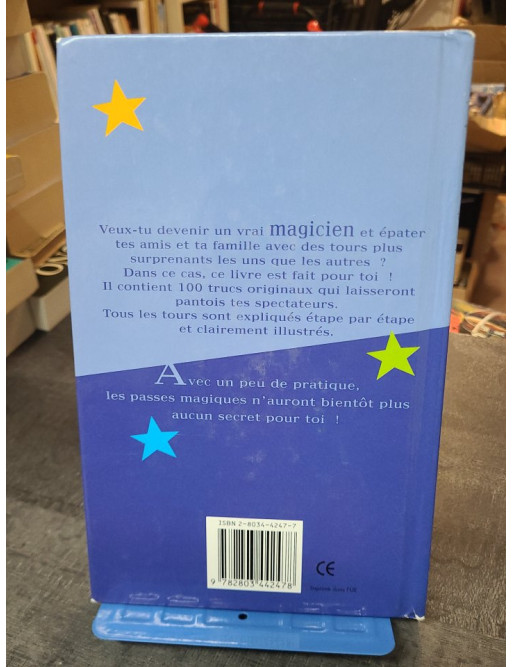 Veux-tu devenir un vrai magicien et épater
tes amis et ta famille avec des tours plus
surprenants les uns que les autres ?
Dans ce cas, ce livre est fait pour toi !
Il contient 100 trucs originaux qui laisseront
pantois tes spectateurs.
Tous les tours sont expliqués étape par étape
et clairement illustrés.
Avec un peu de pratique,
les passes magiques n'auront bientôt plus
aucun secret pour toi !
ISBN 2-8034-4247-7
9 782803 442478
CE